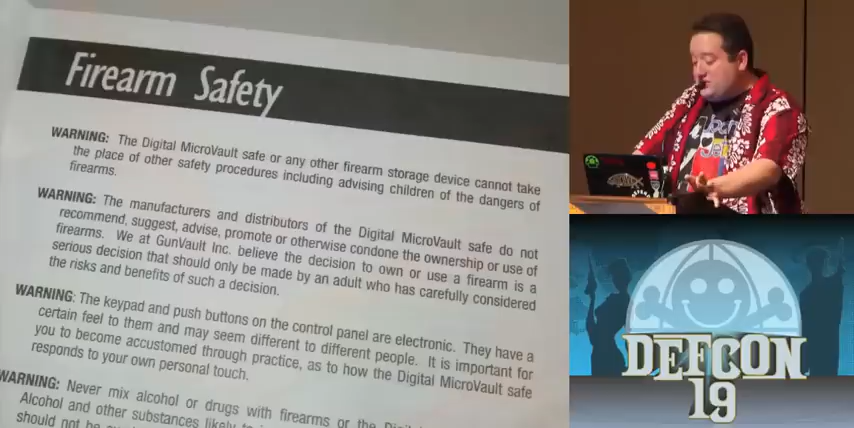 Firearm Safety
WARNING: The Digital MicroVault safe or any other firearm storage device cannot take
the place of other safety procedures including advising children of the dangers of
firearms.
WARNING: The manufacturers and distributors of the Digital MicroVault safe do not
recommend, suggest, advise, promote or otherwise condone the ownership or use of
firearms. We at GunVault Inc. believe the decision to own or use a firearm is a
serious decision that should only be made by an adult who has carefully considered
the risks and benefits of such a decision.
WARNING: The keypad and push buttons on the control panel are electronic. They have a
certain feel to them and may seem different to different people. It is important for
you to become accustomed through practice, as to how the Digital MicroVault safe
responds to your own personal touch.
WARNING: Never mix alcohol or drugs with firearms or the
Alcohol and other substances likely
should not be
DEFCON
19